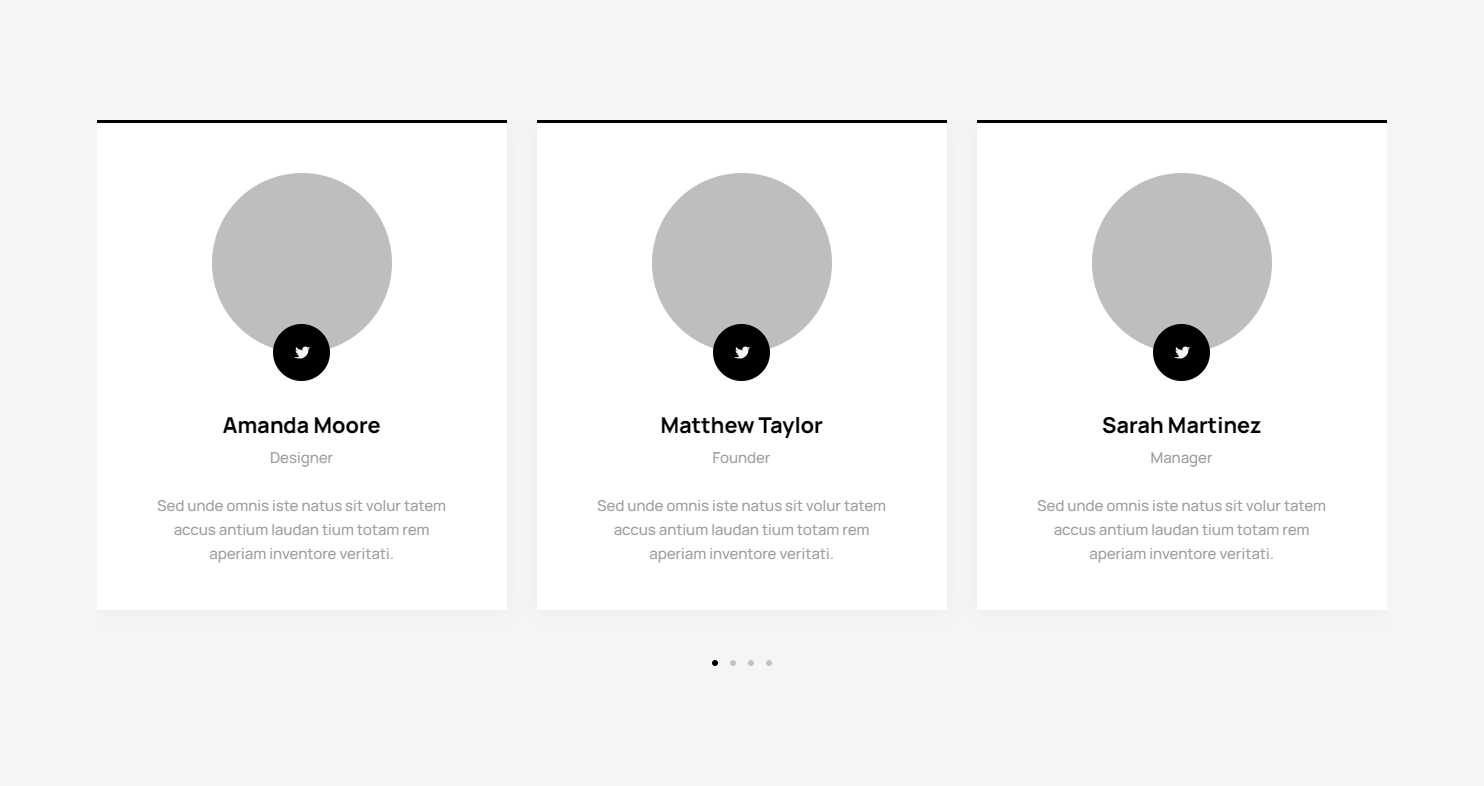 Amanda Moore
Designer
Sed unde omnis iste natus sit volur tatem
accus antium laudan tium totam rem
aperiam inventore veritati.
Matthew Taylor
Founder
Sed unde omnis iste natus sit volur tatem
accus antium laudan tium totam rem
aperiam inventore veritati.
Sarah Martinez
Manager
Sed unde omnis iste natus sit volur tatem
accus antium laudan tium totam rem
aperiam inventore veritati.